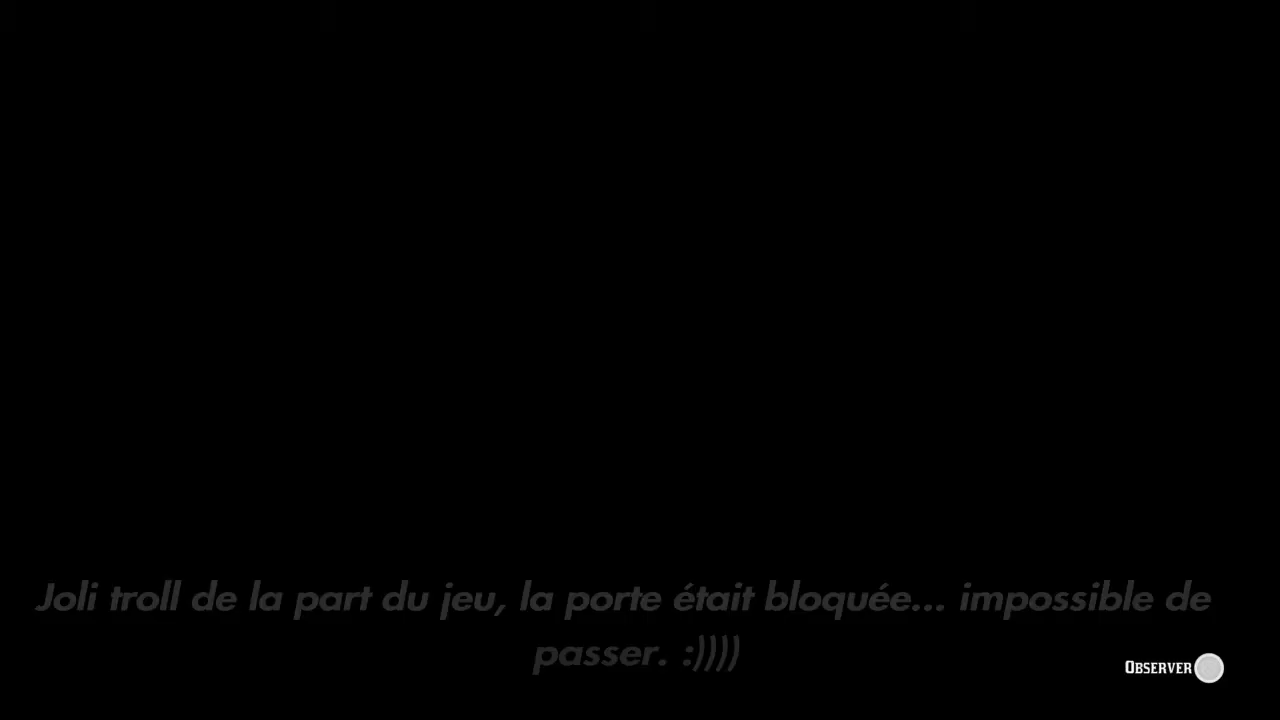 Joli troll de la part du jeu, la porte était bloquée... impossible de
passer. :))))
OBSERVER